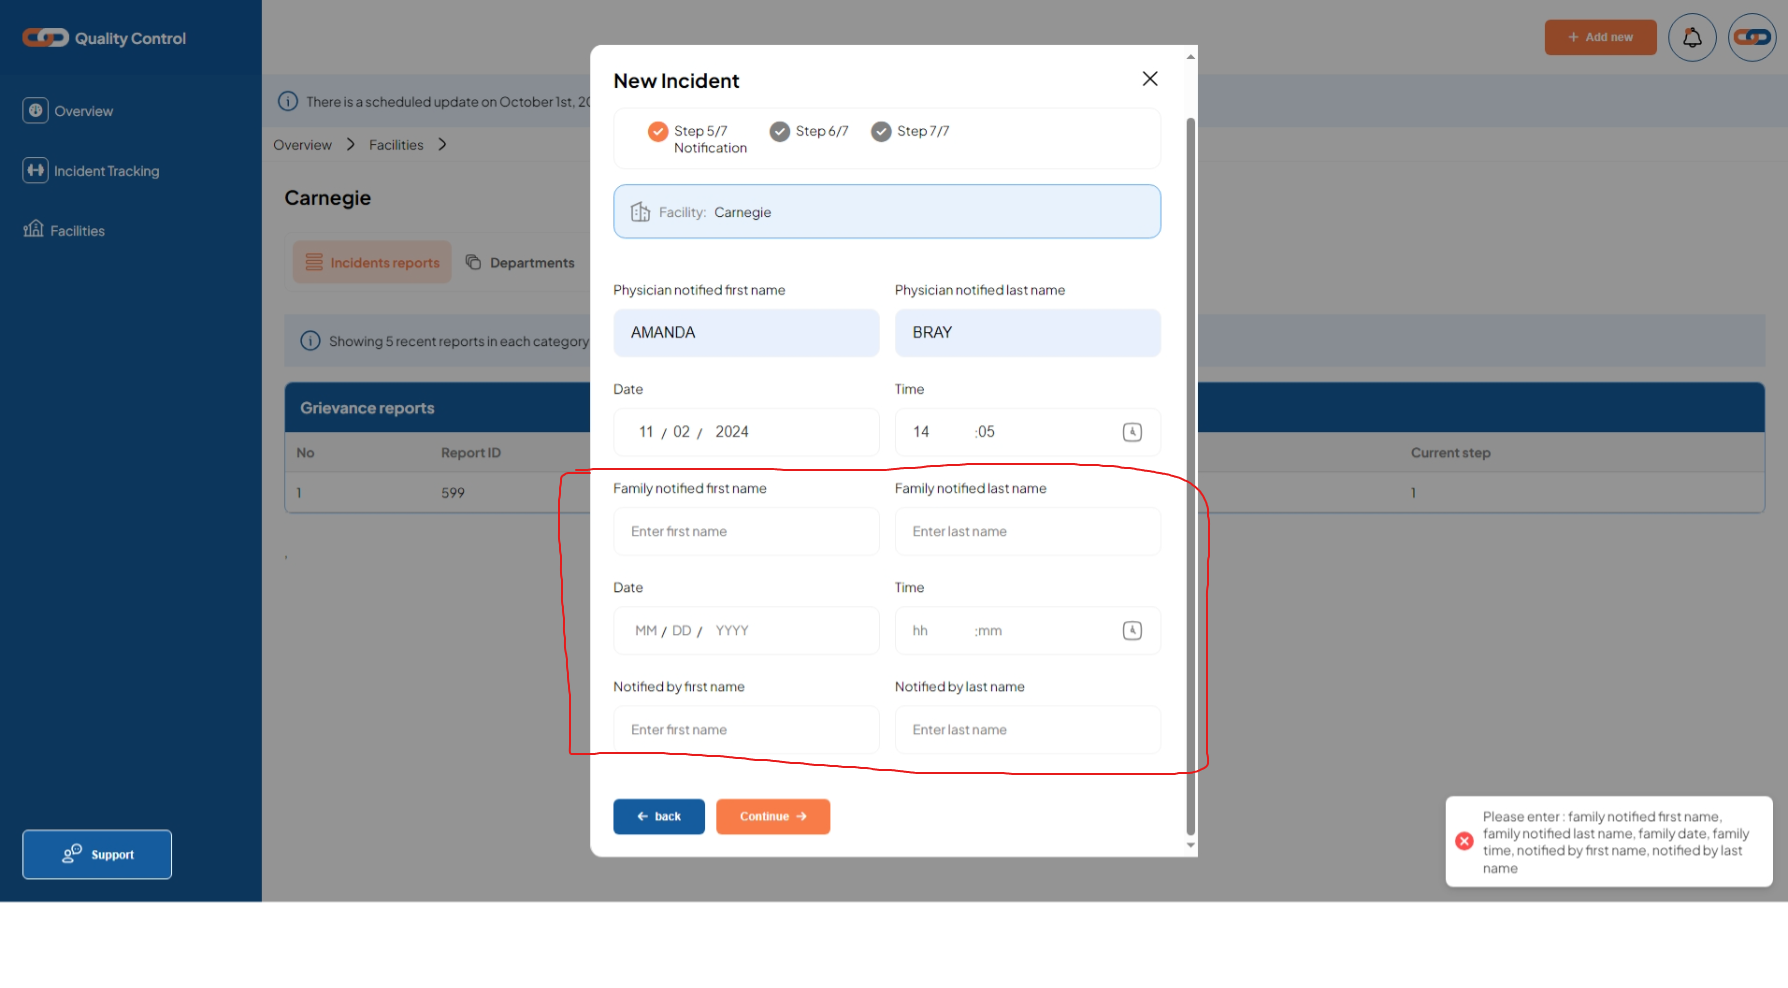 Quality Control
+ Add new
Overview
Incident Tracking
Facilities
Support
There is a scheduled update on October 1st, 20
Overview > Facilities >
Carnegie
Incidents reports
Departments
Showing 5 recent reports in each category
Grievance reports
No Report ID Current step
1 599 1
,
New Incident
Step 5/7
Notification
Step 6/7
Step 7/7
Facility: Carnegie
Physician notified first name Physician notified last name
AMANDA BRAY
Date Time
11 / 02 / 2024 14 :05
Family notified first name Family notified last name
Enter first name Enter last name
Date Time
MM / DD / YYYY hh :mm
Notified by first name Notified by last name
Enter first name Enter last name
← back Continue →
Please enter : family notified first name,
family notified last name, family date, family
time, notified by first name, notified by last
name